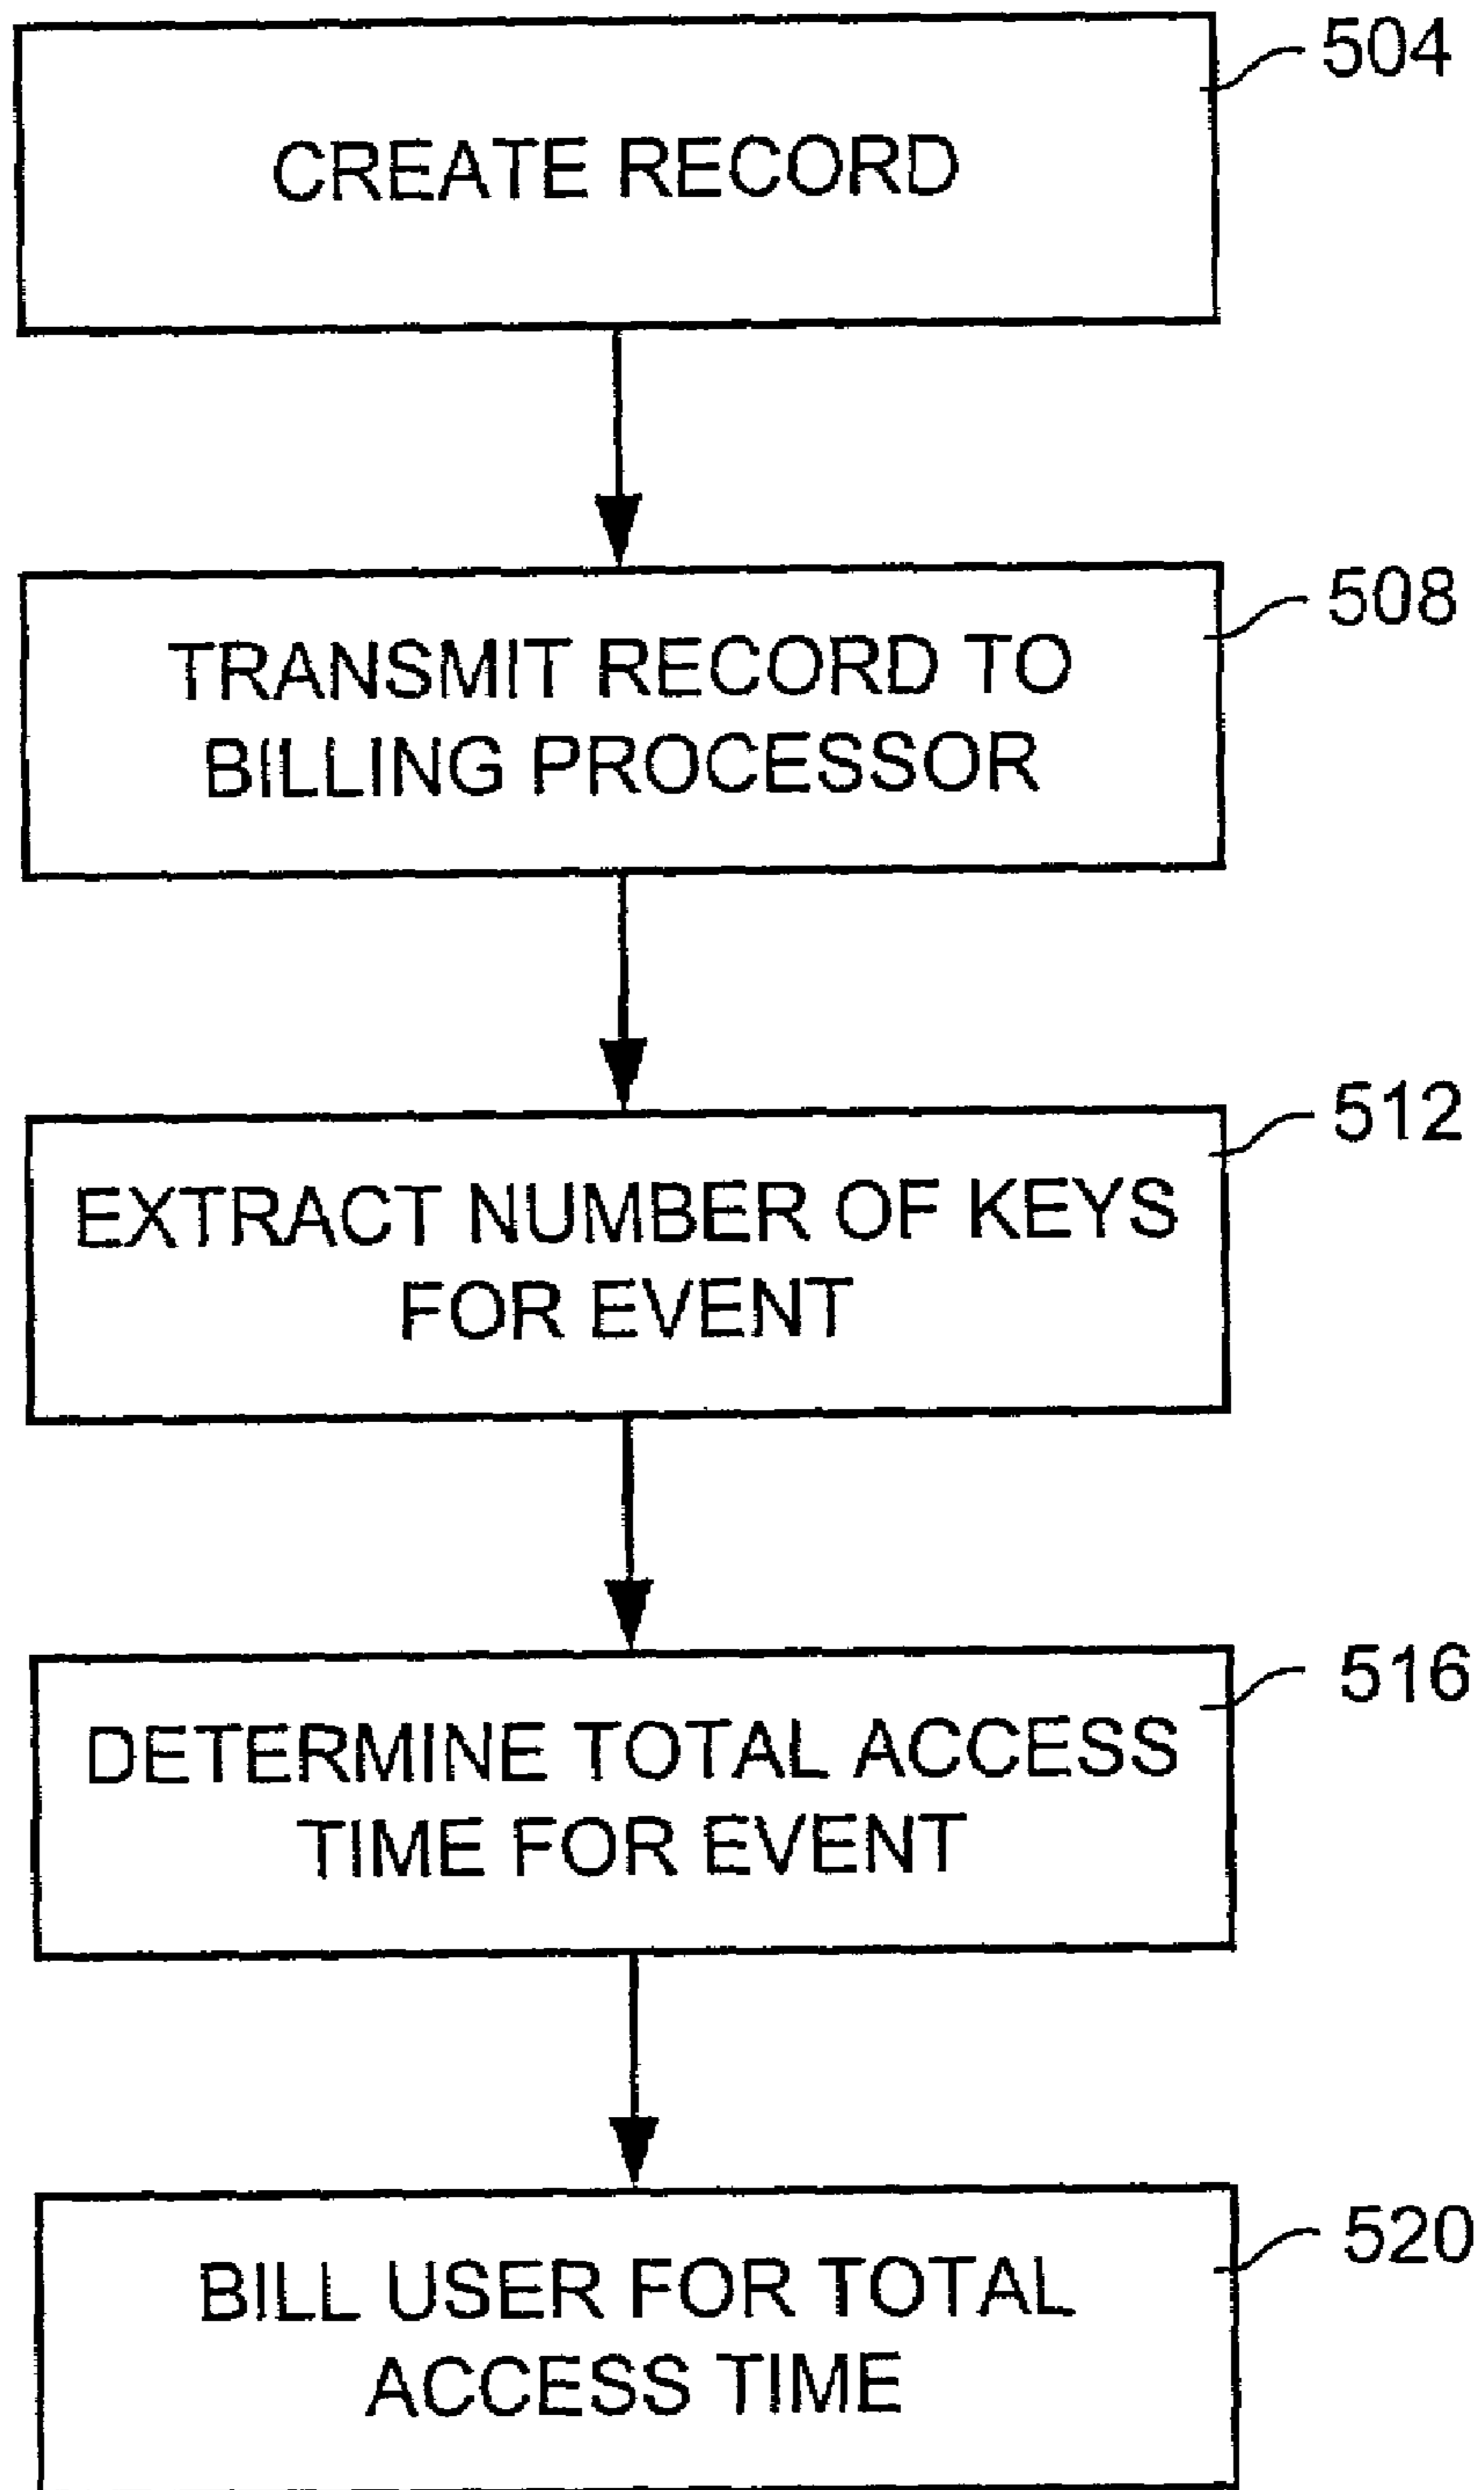 504
CREATE RECORD
508
TRANSMIT RECORD TO
BILLING PROCESSOR
512
EXTRACT NUMBER OF KEYS
FOR EVENT
516
DETERMINE TOTAL ACCESS
TIME FOR EVENT
520
BILL USER FOR TOTAL
ACCESS TIME